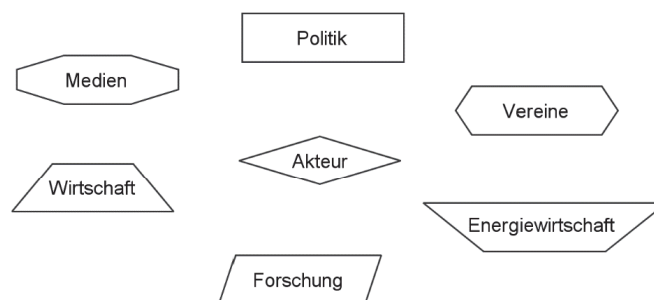 Politik
Medien
Vereine
Akteur
Wirtschaft
Energiewirtschaft
Forschung